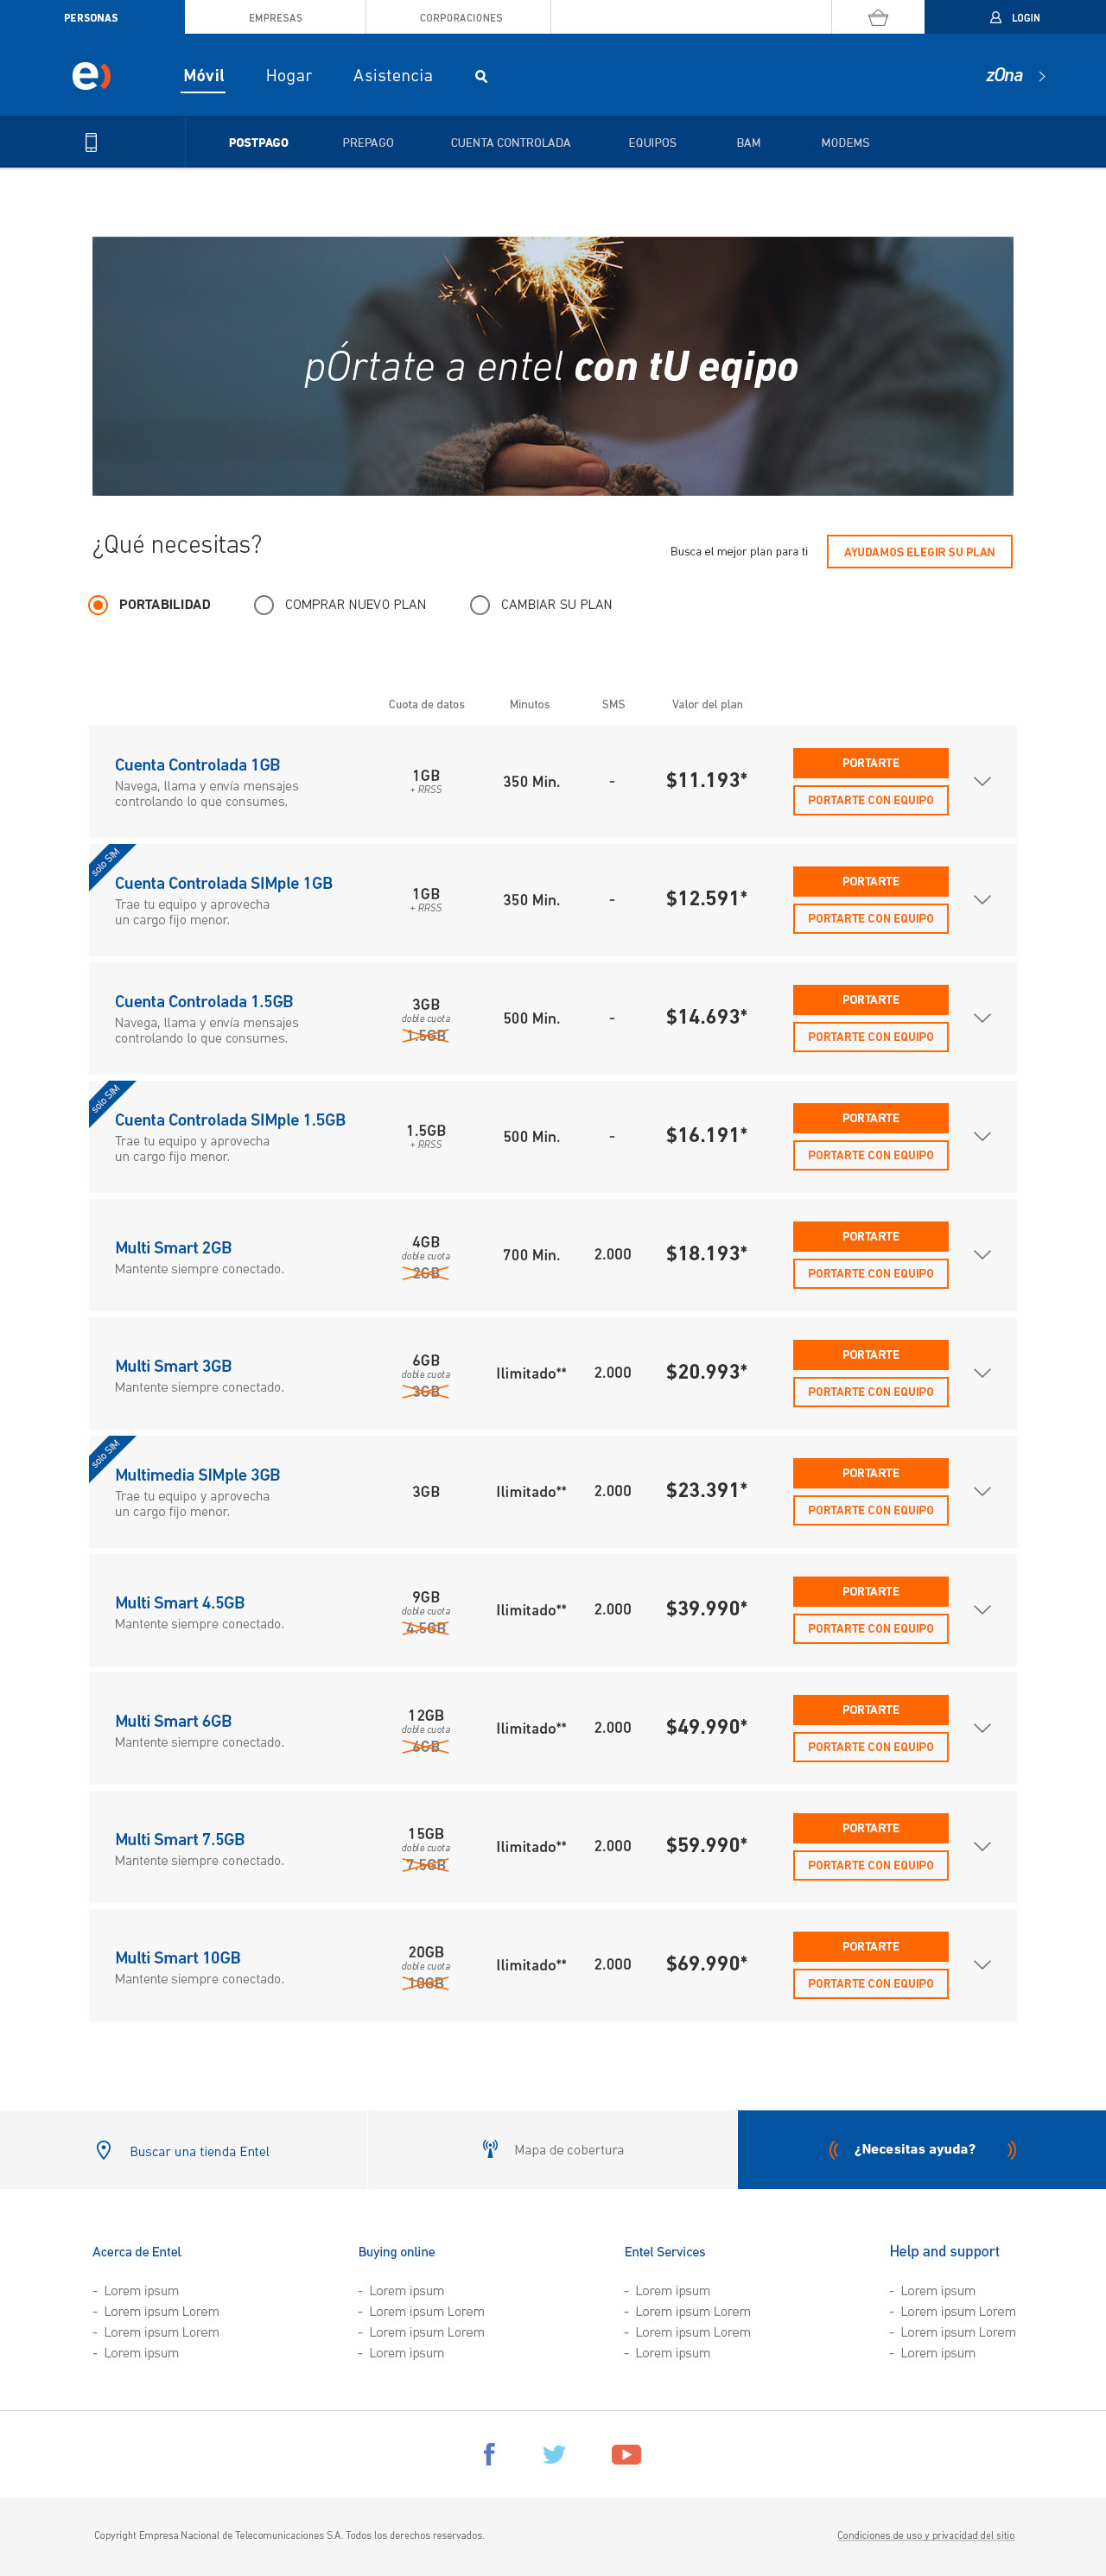 PERSONAS
EMPRESAS
CORPORACIONES
LOGIN
e)
Móvil
Hogar
Asistencia
zOna
POSTPAGO
PREPAGO
CUENTA CONTROLADA
EQUIPOS
BAM
MODEMS
pÓrtate a entel con tU eqipo
¿Qué necesitas?
Busca el mejor plan para ti
AYUDAMOS ELEGIR SU PLAN
PORTABILIDAD
COMPRAR NUEVO PLAN
CAMBIAR SU PLAN
Cuota de datos
Minutos
SMS
Valor del plan
Cuenta Controlada 1GB
Navega, llama y envía mensajes
controlando lo que consumes.
1GB
+ RRSS
350 Min.
-
$11.193*
PORTARTE
PORTARTE CON EQUIPO
solo SIM
Cuenta Controlada SIMple 1GB
Trae tu equipo y aprovecha
un cargo fijo menor.
1GB
+ RRSS
350 Min.
-
$12.591*
PORTARTE
PORTARTE CON EQUIPO
Cuenta Controlada 1.5GB
Navega, llama y envía mensajes
controlando lo que consumes.
3GB
doble cuota
1.5GB
500 Min.
-
$14.693*
PORTARTE
PORTARTE CON EQUIPO
solo SIM
Cuenta Controlada SIMple 1.5GB
Trae tu equipo y aprovecha
un cargo fijo menor.
1.5GB
+ RRSS
500 Min.
-
$16.191*
PORTARTE
PORTARTE CON EQUIPO
Multi Smart 2GB
Mantente siempre conectado.
4GB
doble cuota
2GB
700 Min.
2.000
$18.193*
PORTARTE
PORTARTE CON EQUIPO
Multi Smart 3GB
Mantente siempre conectado.
6GB
doble cuota
3GB
Ilimitado**
2.000
$20.993*
PORTARTE
PORTARTE CON EQUIPO
solo SIM
Multimedia SIMple 3GB
Trae tu equipo y aprovecha
un cargo fijo menor.
3GB
Ilimitado**
2.000
$23.391*
PORTARTE
PORTARTE CON EQUIPO
Multi Smart 4.5GB
Mantente siempre conectado.
9GB
doble cuota
4.5GB
Ilimitado**
2.000
$39.990*
PORTARTE
PORTARTE CON EQUIPO
Multi Smart 6GB
Mantente siempre conectado.
12GB
doble cuota
6GB
Ilimitado**
2.000
$49.990*
PORTARTE
PORTARTE CON EQUIPO
Multi Smart 7.5GB
Mantente siempre conectado.
15GB
doble cuota
7.5GB
Ilimitado**
2.000
$59.990*
PORTARTE
PORTARTE CON EQUIPO
Multi Smart 10GB
Mantente siempre conectado.
20GB
doble cuota
10GB
Ilimitado**
2.000
$69.990*
PORTARTE
PORTARTE CON EQUIPO
Buscar una tienda Entel
Mapa de cobertura
¿Necesitas ayuda?
Acerca de Entel
- Lorem ipsum
- Lorem ipsum Lorem
- Lorem ipsum Lorem
- Lorem ipsum
Buying online
- Lorem ipsum
- Lorem ipsum Lorem
- Lorem ipsum Lorem
- Lorem ipsum
Entel Services
- Lorem ipsum
- Lorem ipsum Lorem
- Lorem ipsum Lorem
- Lorem ipsum
Help and support
- Lorem ipsum
- Lorem ipsum Lorem
- Lorem ipsum Lorem
- Lorem ipsum
Copyright Empresa Nacional de Telecomunicaciones S.A. Todos los derechos reservados.
Condiciones de uso y privacidad del sitio